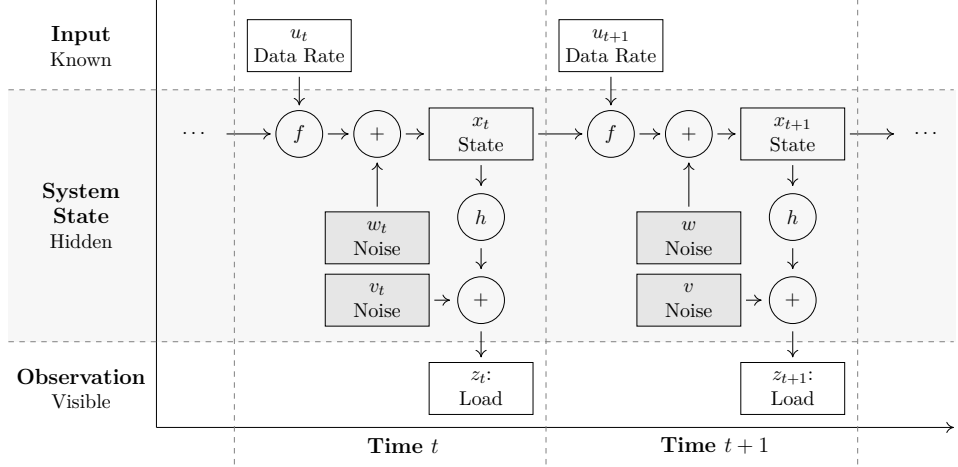 Input
Known
u_t
Data Rate
u_{t+1}
Data Rate
···
f
+
x_t
State
f
+
x_{t+1}
State
···
System
State
Hidden
w_t
Noise
h
w
Noise
h
v_t
Noise
+
v
Noise
+
Observation
Visible
z_t:
Load
z_{t+1}:
Load
Time t
Time t + 1